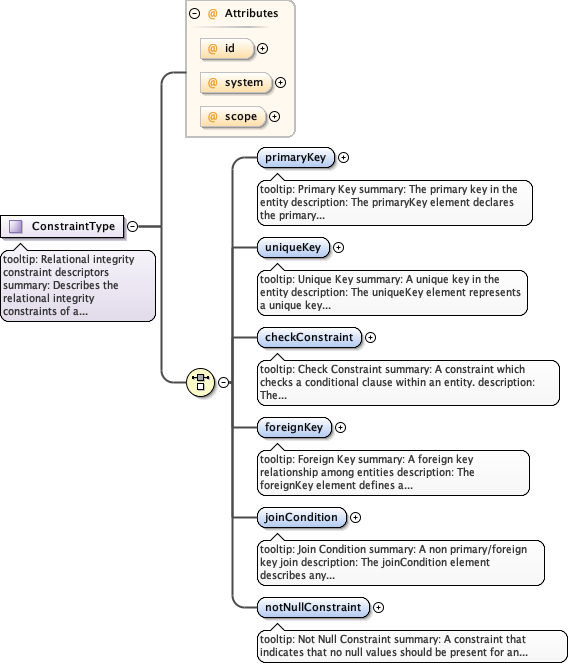 @ Attributes
@ id
@ system
@ scope
primaryKey
tooltip: Primary Key summary: The primary key in the
entity description: The primaryKey element declares
the primary...
ConstraintType
tooltip: Relational integrity
constraint descriptors
summary: Describes the
relational integrity
constraints of a...
uniqueKey
tooltip: Unique Key summary: A unique key in the
entity description: The uniqueKey element represents
a unique key...
checkConstraint
tooltip: Check Constraint summary: A constraint which
checks a conditional clause within an entity. description:
The...
foreignKey
tooltip: Foreign Key summary: A foreign key
relationship among entities description: The
foreignKey element defines a...
joinCondition
tooltip: Join Condition summary: A non primary/foreign
key join description: The joinCondition element
describes any...
notNullConstraint
tooltip: Not Null Constraint summary: A constraint that
indicates that no null values should be present for an...